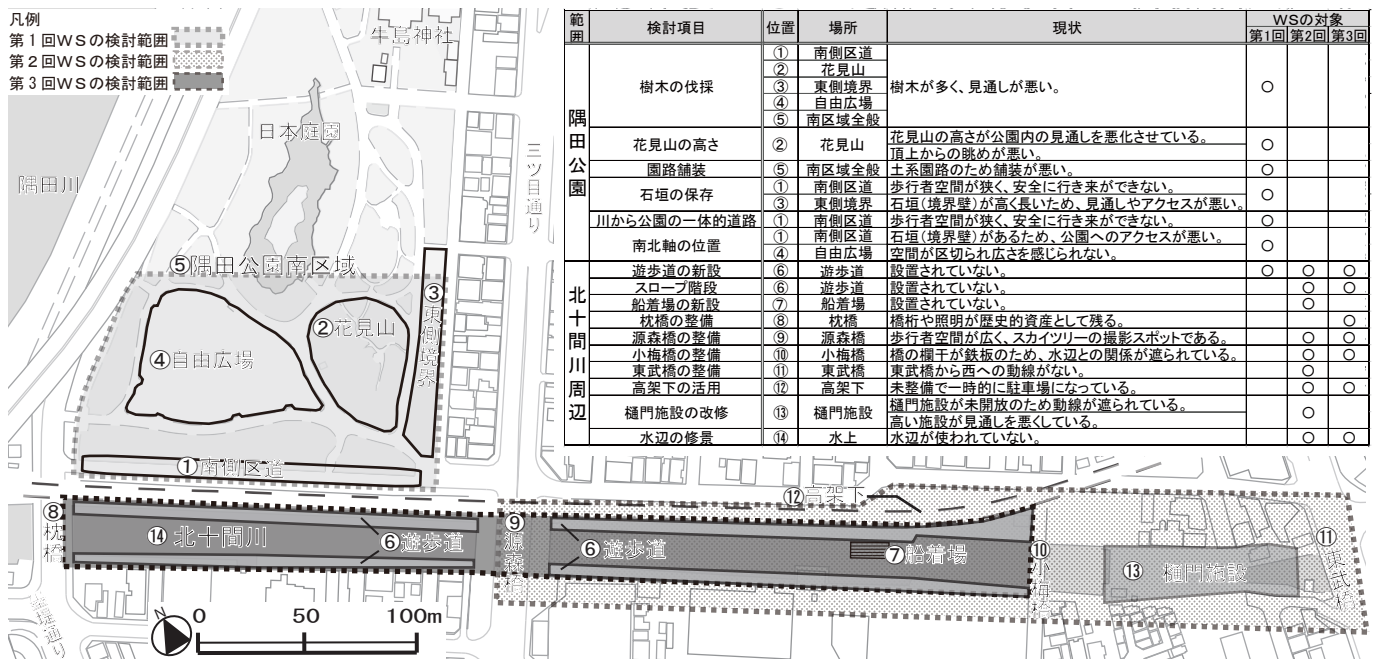 凡例
第1回WSの検討範囲
第2回WSの検討範囲
第3回WSの検討範囲
牛島神社
日本庭園
隅田川
三ツ目通り
⑤隅田公園南区域
③東側境界
②花見山
④自由広場
①南側区道
⑫高架下
⑧枕橋
⑭北十間川
⑥遊歩道
⑨源森橋
⑥遊歩道
⑦船着場
⑩小梅橋
⑬樋門施設
⑪東武橋
墨堤通り
N
0 50 100m
範囲 検討項目 位置 場所 現状 WSの対象
第1回 第2回 第3回
隅田公園
樹木の伐採 ① 南側区道 樹木が多く、見通しが悪い。 ○
② 花見山
③ 東側境界
④ 自由広場
⑤ 南区域全般
花見山の高さ ② 花見山 花見山の高さが公園内の見通しを悪化させている。 ○
頂上からの眺めが悪い。
園路舗装 ⑤ 南区域全般 土系園路のため舗装が悪い。 ○
石垣の保存 ① 南側区道 歩行者空間が狭く、安全に行き来ができない。 ○
③ 東側境界 石垣(境界壁)が高く長いため、見通しやアクセスが悪い。
川から公園の一体的道路 ① 南側区道 歩行者空間が狭く、安全に行き来ができない。 ○
南北軸の位置 ① 南側区道 石垣(境界壁)があるため、公園へのアクセスが悪い。 ○
④ 自由広場 空間が区切られ広さを感じられない。
北十間川周辺
遊歩道の新設 ⑥ 遊歩道 設置されていない。 ○ ○ ○
スロープ階段 ⑥ 遊歩道 設置されていない。 ○ ○
船着場の新設 ⑦ 船着場 設置されていない。 ○
枕橋の整備 ⑧ 枕橋 橋桁や照明が歴史的資産として残る。 ○
源森橋の整備 ⑨ 源森橋 歩行者空間が広く、スカイツリーの撮影スポットである。 ○ ○
小梅橋の整備 ⑩ 小梅橋 橋の欄干が鉄板のため、水辺との関係が遮られている。 ○ ○
東武橋の整備 ⑪ 東武橋 東武橋から西への動線がない。 ○
高架下の活用 ⑫ 高架下 未整備で一時的に駐車場になっている。 ○ ○
樋門施設の改修 ⑬ 樋門施設 樋門施設が未開放のため動線が遮られている。 ○
高い施設が見通しを悪くしている。
水辺の修景 ⑭ 水上 水辺が使われていない。 ○ ○